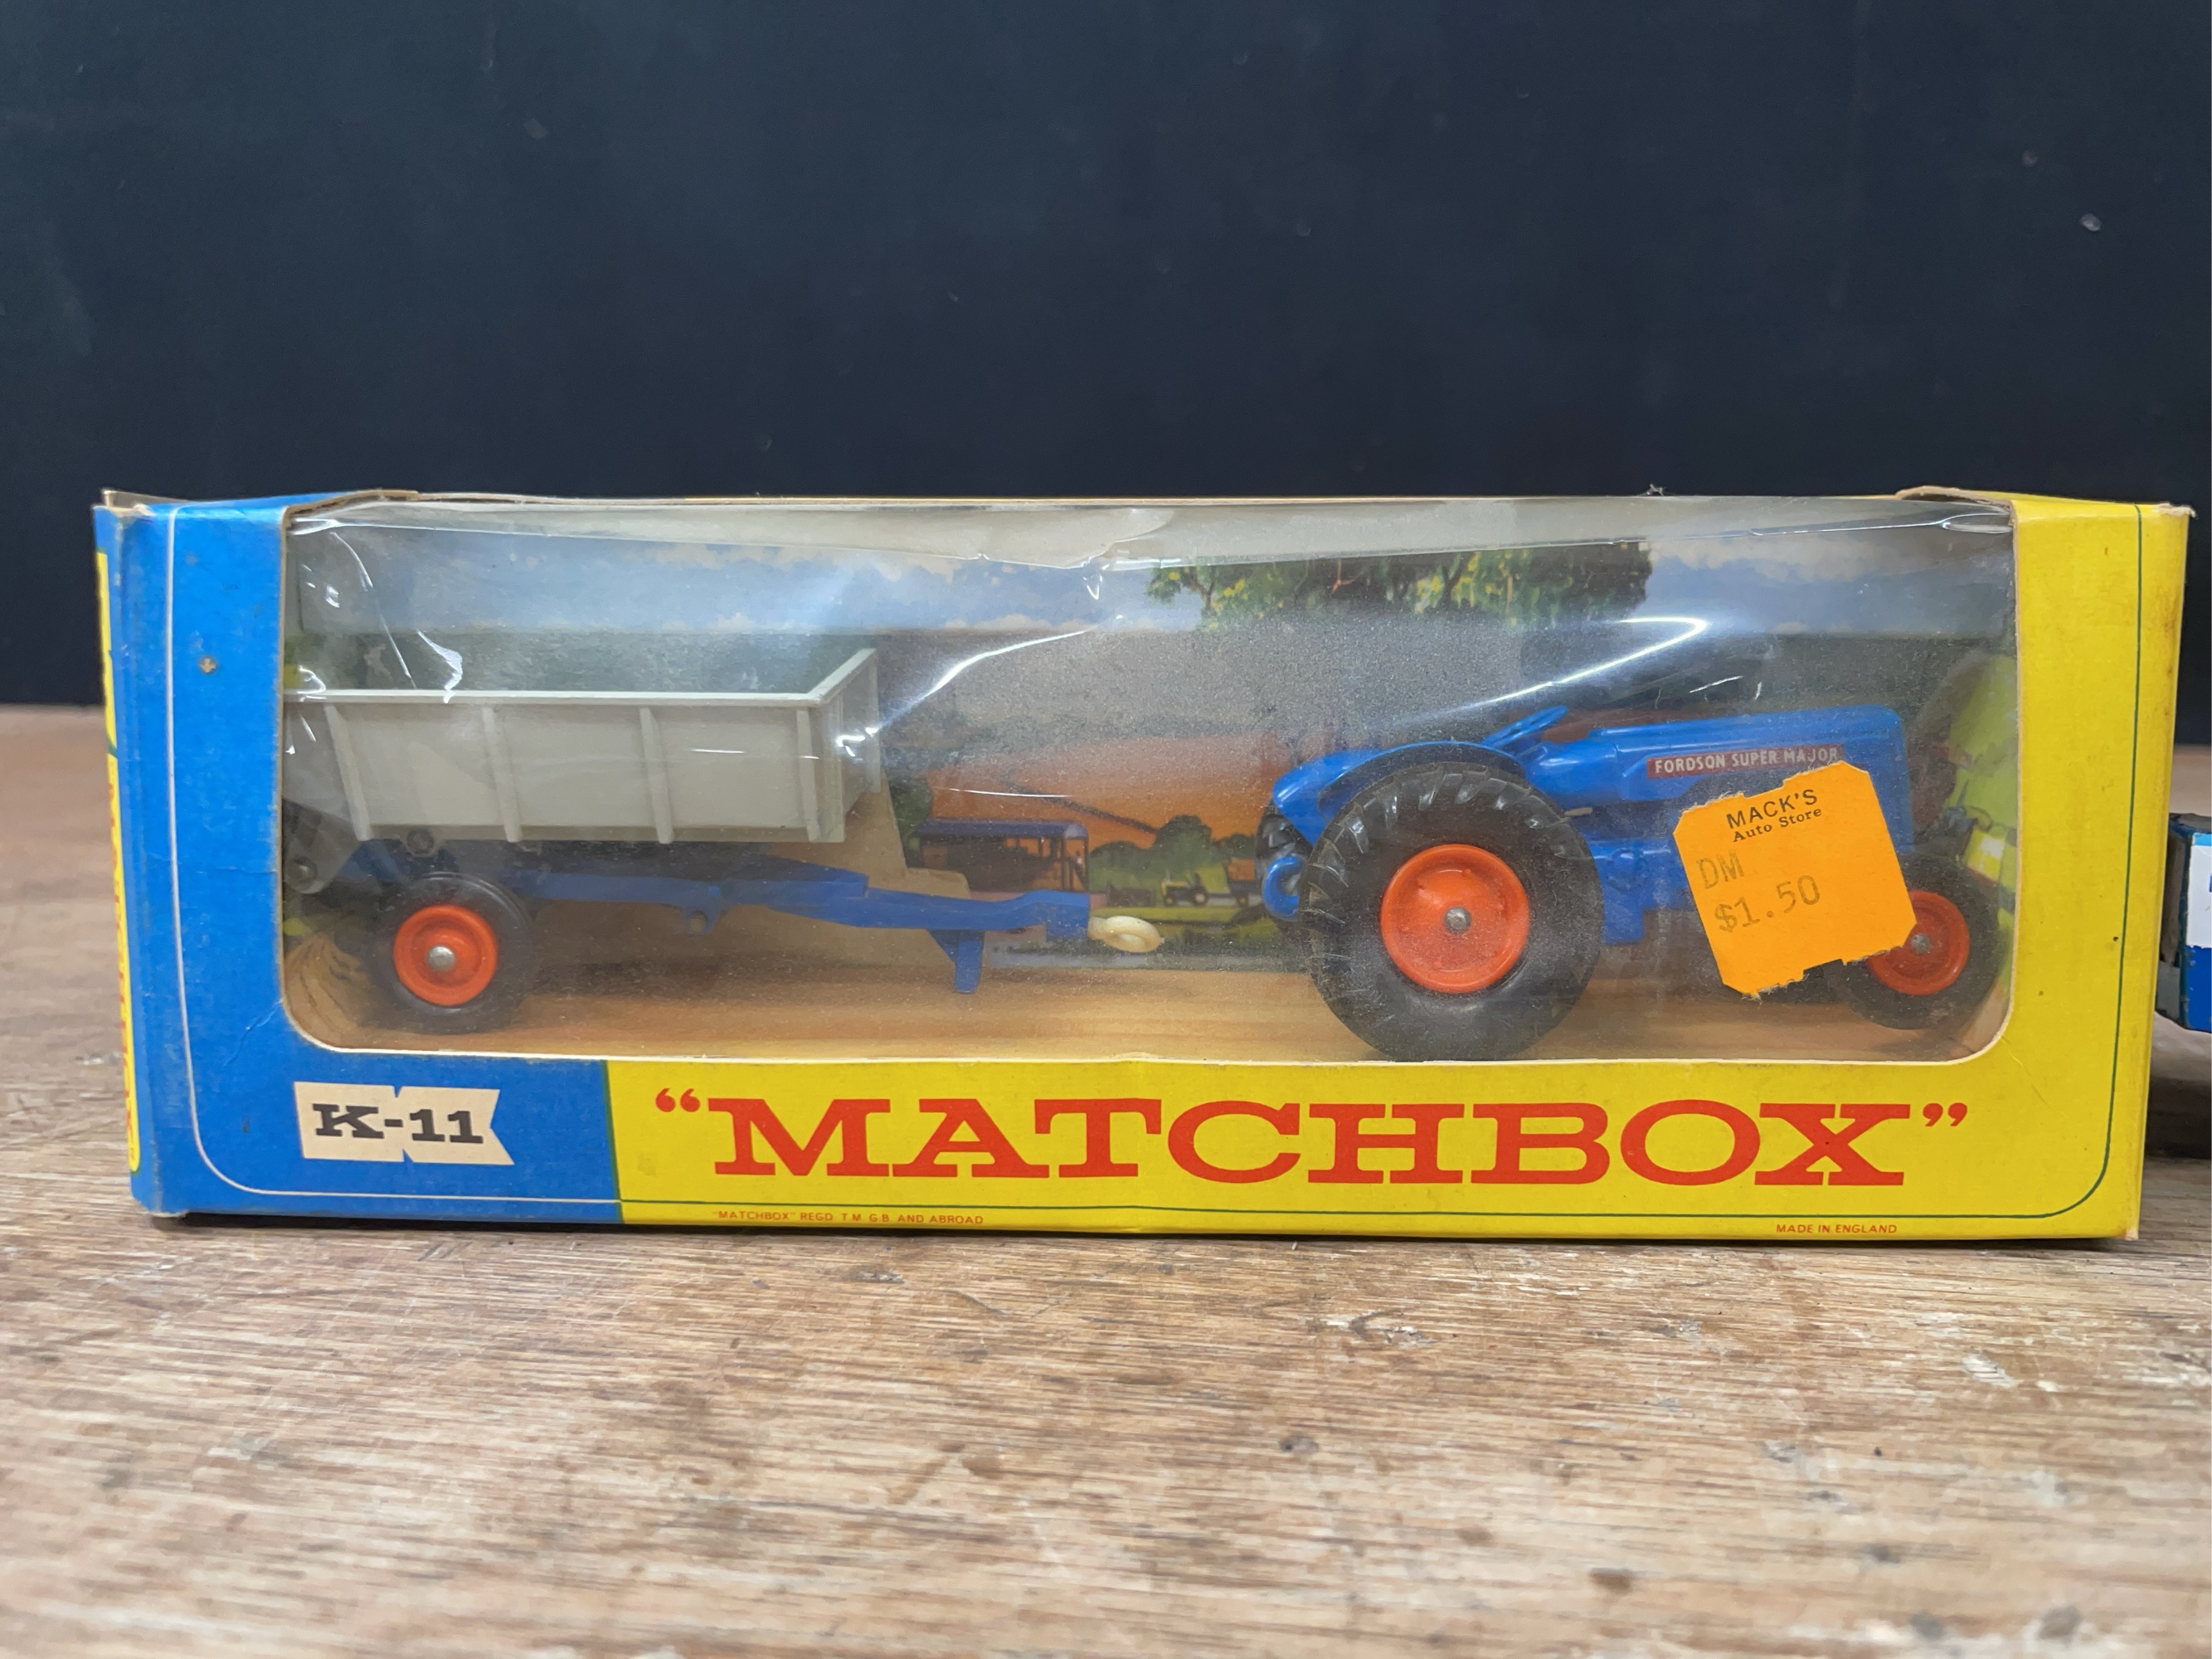 FORDSON SUPER MAJOR
MACK'S
Auto Store
DM
$1.50
K-11
“MATCHBOX”
"MATCHBOX" REGD. T.M. G.B. AND ABROAD
MADE IN ENGLAND